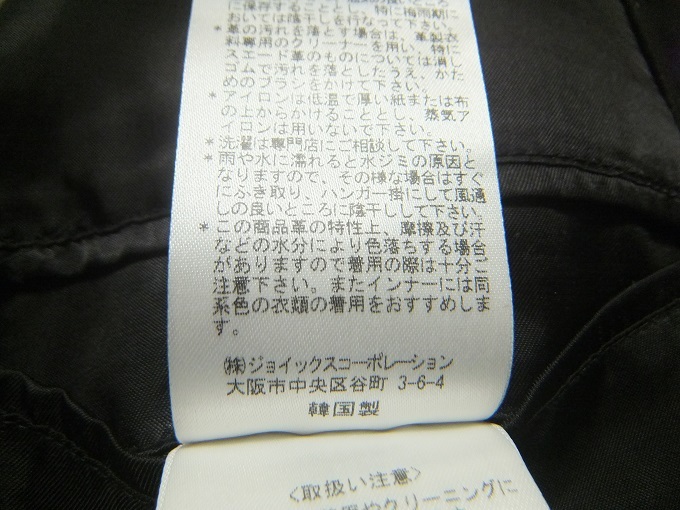 に保存すること
とし、特に梅雨期に
おいては陰干しを行なって下さい。
*革の汚れを落とす場合は、革製衣
料専用のクリーナーを用い、特に
スエード革のものについては消し
ゴムで汚れを落としたうえ、かた
めのブラシをかけて下さい。
*アイロンは低温で厚い紙または布
の上からかけることとし、蒸気ア
イロンは用いないで下さい。
*洗濯は専門店にご相談して下さい。
*雨や水に濡れると水ジミの原因と
なりますので、その様な場合はすぐ
にふき取り、ハンガー掛にして風通
しの良いところに陰干しして下さい。
*この商品革の特性上、摩擦及び汗
などの水分により色落ちする場合
がありますので着用の際は十分ご
注意下さい。またインナーには同
系色の衣類の着用をおすすめしま
す。
㈱ジョイックスコーポレーション
大阪市中央区谷町 3-6-4
韓国製
〈取扱い注意〉
やクリーニングに